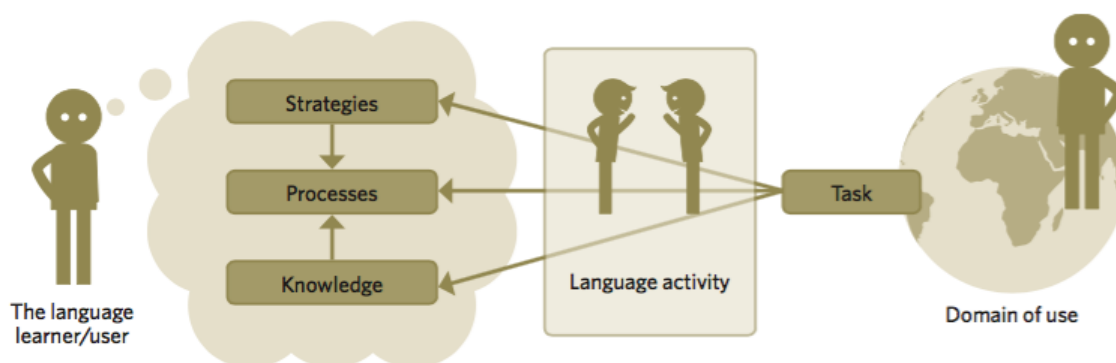 Strategies
Processes
Knowledge
The language
learner/user
Language activity
Task
Domain of use